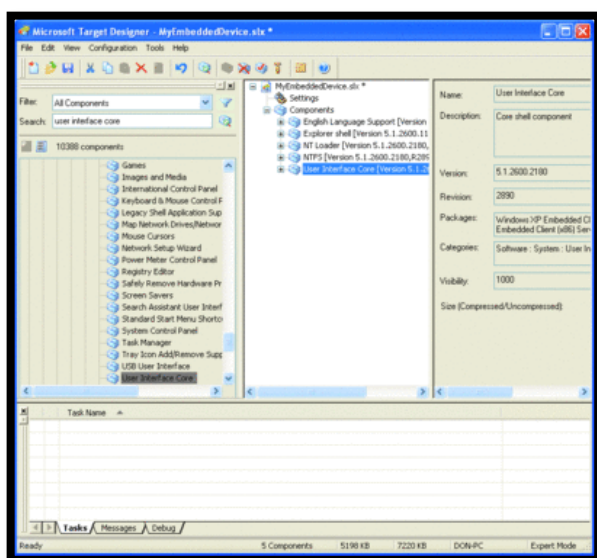 Microsoft Target Designer - MyEmbeddedDevice.slx *
File Edit View Configuration Tools Help
Filter: All Components
Search: user interface core
10388 components
Games
Images and Media
International Control Panel
Keyboard & Mouse Control F
Legacy Shell Application Sup
Map Network Drives/Networ
Mouse Cursors
Network Setup Wizard
Power Meter Control Panel
Registry Editor
Safely Remove Hardware Pr
Screen Savers
Search Assistant User Interf
Standard Start Menu Shorto
System Control Panel
Task Manager
Tray Icon Add/Remove Supp
USB User Interface
User Interface Core
MyEmbeddedDevice.slx *
Settings
Components
English Language Support [Version
Explorer shell [Version 5.1.2600.11
NT Loader [Version 5.1.2600.2180,
NTFS [Version 5.1.2600.2180,R289
User Interface Core [Version 5.1.26
Name: User Interface Core
Description: Core shell component
Version: 5.1.2600.2180
Revision: 2890
Packages: Windows XP Embedded Cl
Embedded Client (x86) Ser
Categories: Software : System : User In
Visibility: 1000
Size (Compressed/Uncompressed):
Task Name
Tasks Messages Debug
Ready 5 Components 5198 KB 7220 KB DON-PC Expert Mode